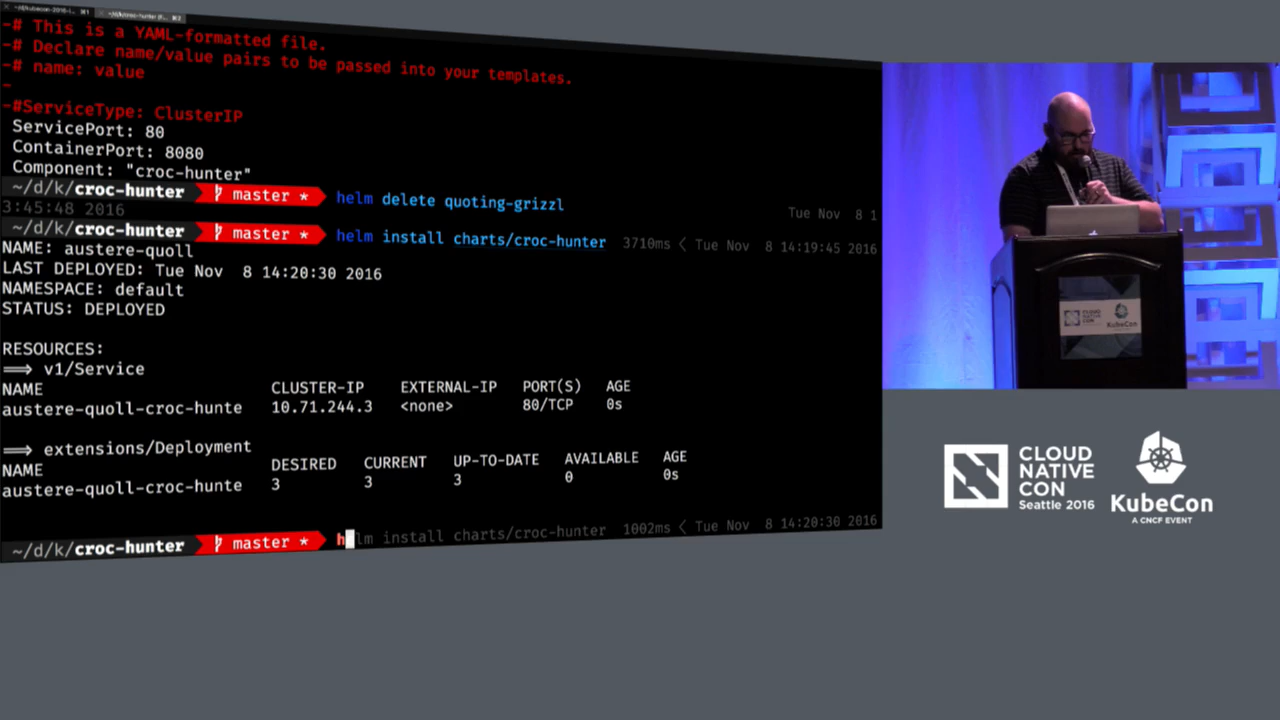 -# This is a YAML-formatted file.
-# Declare name/value pairs to be passed into your templates.
-# name: value
-
-#ServiceType: ClusterIP
ServicePort: 80
ContainerPort: 8080
Component: "croc-hunter"
~/d/k/croc-hunter master * helm delete quoting-grizzl
Tue Nov 8 1
3:45:48 2016
~/d/k/croc-hunter master * helm install charts/croc-hunter 3710ms < Tue Nov 8 14:19:45 2016
NAME: austere-quoll
LAST DEPLOYED: Tue Nov 8 14:20:30 2016
NAMESPACE: default
STATUS: DEPLOYED
RESOURCES:
==> v1/Service
NAME CLUSTER-IP EXTERNAL-IP PORT(S) AGE
austere-quoll-croc-hunte 10.71.244.3 <none> 80/TCP 0s
==> extensions/Deployment
NAME DESIRED CURRENT UP-TO-DATE AVAILABLE AGE
austere-quoll-croc-hunte 3 3 3 0 0s
~/d/k/croc-hunter master * helm install charts/croc-hunter 1002ms < Tue Nov 8 14:20:30 2016
CLOUD
NATIVE
CON
KubeCon
CLOUD
NATIVE
CON
Seattle 2016
KubeCon
A CNCF EVENT